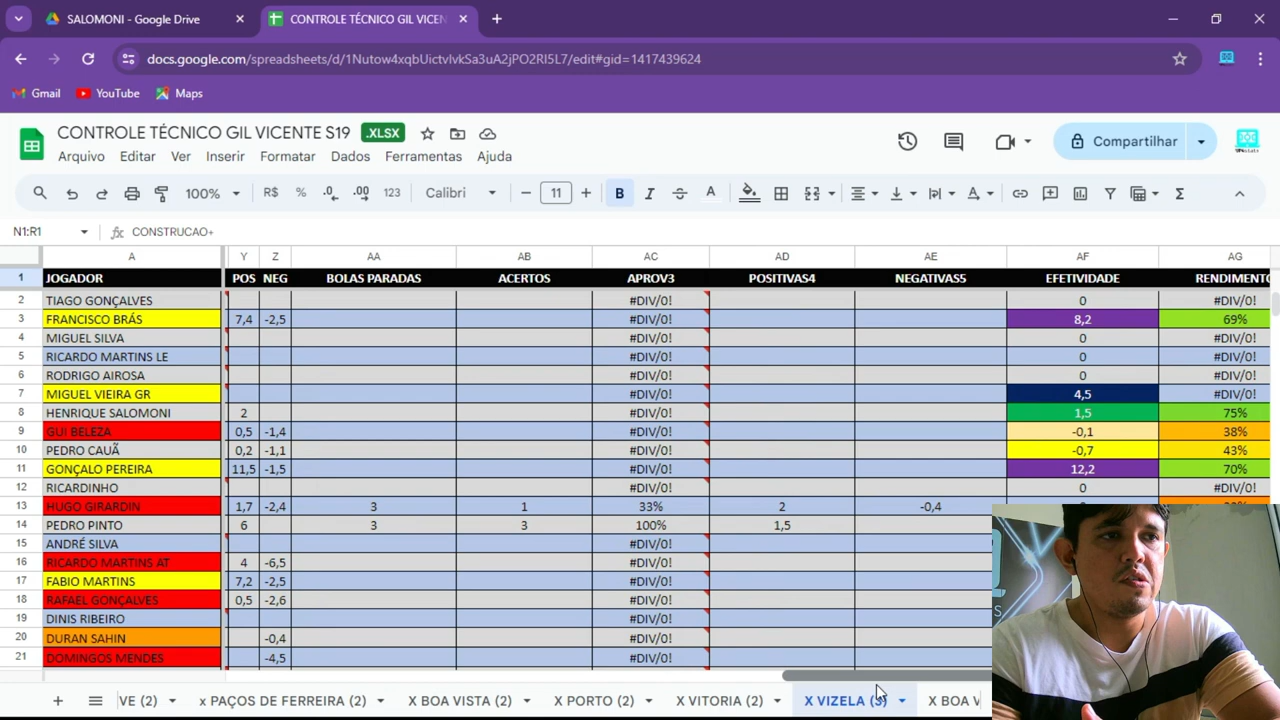 SALOMONI - Google Drive
CONTROLE TÉCNICO GIL VICEN
docs.google.com/spreadsheets/d/1Nutow4xqbUictvIvkSa3uA2jPO2RI5L7/edit#gid=1417439624
Gmail YouTube Maps
CONTROLE TÉCNICO GIL VICENTE S19 .XLSX
Arquivo Editar Ver Inserir Formatar Dados Ferramentas Ajuda
Compartilhar
100% R$ % .0 .00 123 Calibri 11 B I A
N1:R1 fx CONSTRUCAO+
A Y Z AA AB AC AD AE AF AG
1 JOGADOR POS NEG BOLAS PARADAS ACERTOS APROV3 POSITIVAS4 NEGATIVAS5 EFETIVIDADE RENDIMENTO
2 TIAGO GONÇALVES #DIV/0! 0 #DIV/0!
3 FRANCISCO BRÁS 7,4 -2,5 #DIV/0! 8,2 69%
4 MIGUEL SILVA #DIV/0! 0 #DIV/0!
5 RICARDO MARTINS LE #DIV/0! 0 #DIV/0!
6 RODRIGO AIROSA #DIV/0! 0 #DIV/0!
7 MIGUEL VIEIRA GR #DIV/0! 4,5 #DIV/0!
8 HENRIQUE SALOMONI 2 #DIV/0! 1,5 75%
9 GUI BELEZA 0,5 -1,4 #DIV/0! -0,1 38%
10 PEDRO CAUÃ 0,2 -1,1 #DIV/0! -0,7 43%
11 GONÇALO PEREIRA 11,5 -1,5 #DIV/0! 12,2 70%
12 RICARDINHO #DIV/0! 0 #DIV/0!
13 HUGO GIRARDIN 1,7 -2,4 3 1 33% 2 -0,4
14 PEDRO PINTO 6 3 3 100% 1,5
15 ANDRÉ SILVA #DIV/0!
16 RICARDO MARTINS AT 4 -6,5 #DIV/0!
17 FABIO MARTINS 7,2 -2,5 #DIV/0!
18 RAFAEL GONÇALVES 0,5 -2,6 #DIV/0!
19 DINIS RIBEIRO #DIV/0!
20 DURAN SAHIN -0,4 #DIV/0!
21 DOMINGOS MENDES -4,5 #DIV/0!
VE (2) x PAÇOS DE FERREIRA (2) X BOA VISTA (2) X PORTO (2) X VITORIA (2) X VIZELA (3) X BOA V